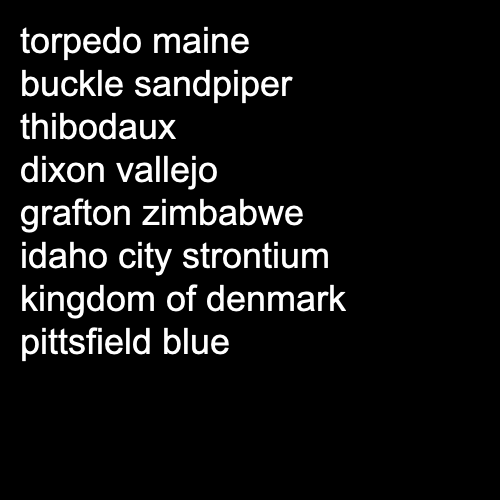 torpedo maine
buckle sandpiper
thibodaux
dixon vallejo
grafton zimbabwe
idaho city strontium
kingdom of denmark
pittsfield blue